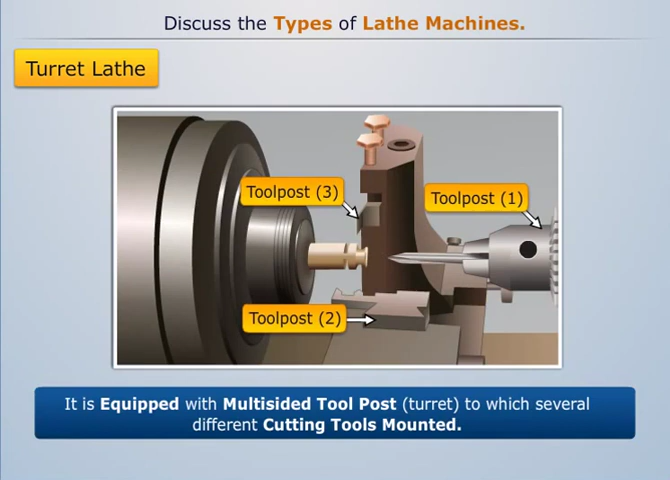 Discuss the Types of Lathe Machines.
Turret Lathe
Toolpost (3)
Toolpost (1)
Toolpost (2)
It is Equipped with Multisided Tool Post (turret) to which several
different Cutting Tools Mounted.